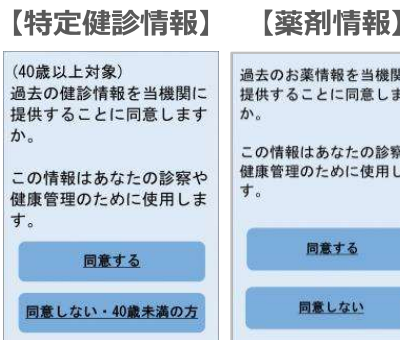 【特定健診情報】
(40歳以上対象)
過去の健診情報を当機関に
提供することに同意します
か。
この情報はあなたの診察や
健康管理のために使用しま
す。
同意する
同意しない・40歳未満の方
【薬剤情報】
過去のお薬情報を当機関
提供することに同意しま
か。
この情報はあなたの診察
健康管理のために使用し
す。
同意する
同意しない